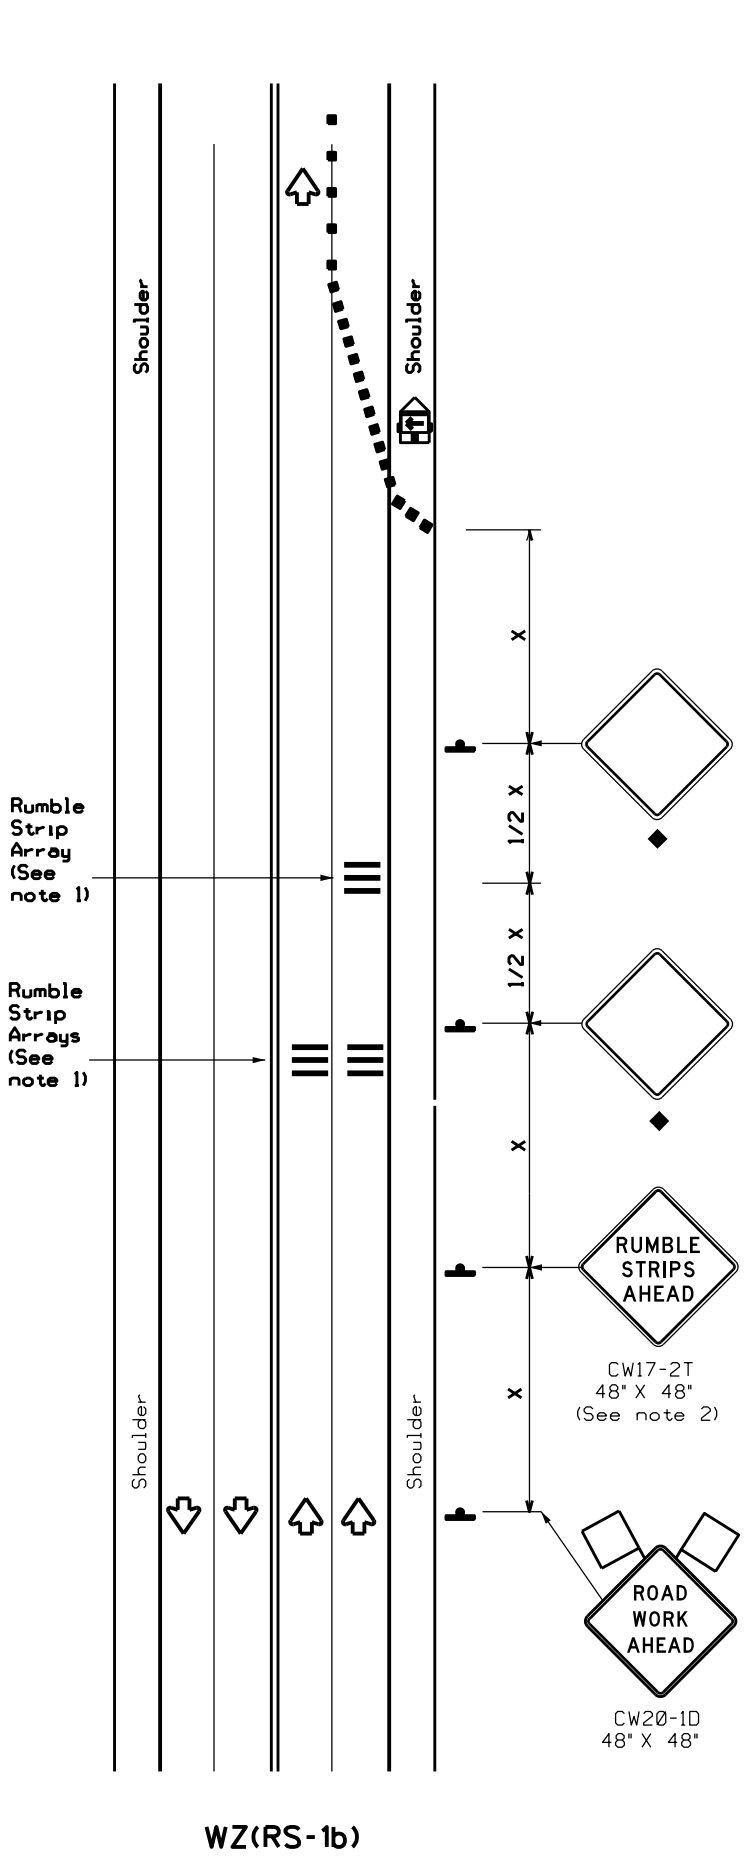 Shoulder
Shoulder
X
1/2 X
Rumble
Strip
Array
(See
note 1)
1/2 X
Rumble
Strip
Arrays
(See
note 1)
X
RUMBLE
STRIPS
AHEAD
CW17-2T
48" X 48"
(See note 2)
X
Shoulder
Shoulder
ROAD
WORK
AHEAD
CW20-1D
48" X 48"
WZ(RS-1b)